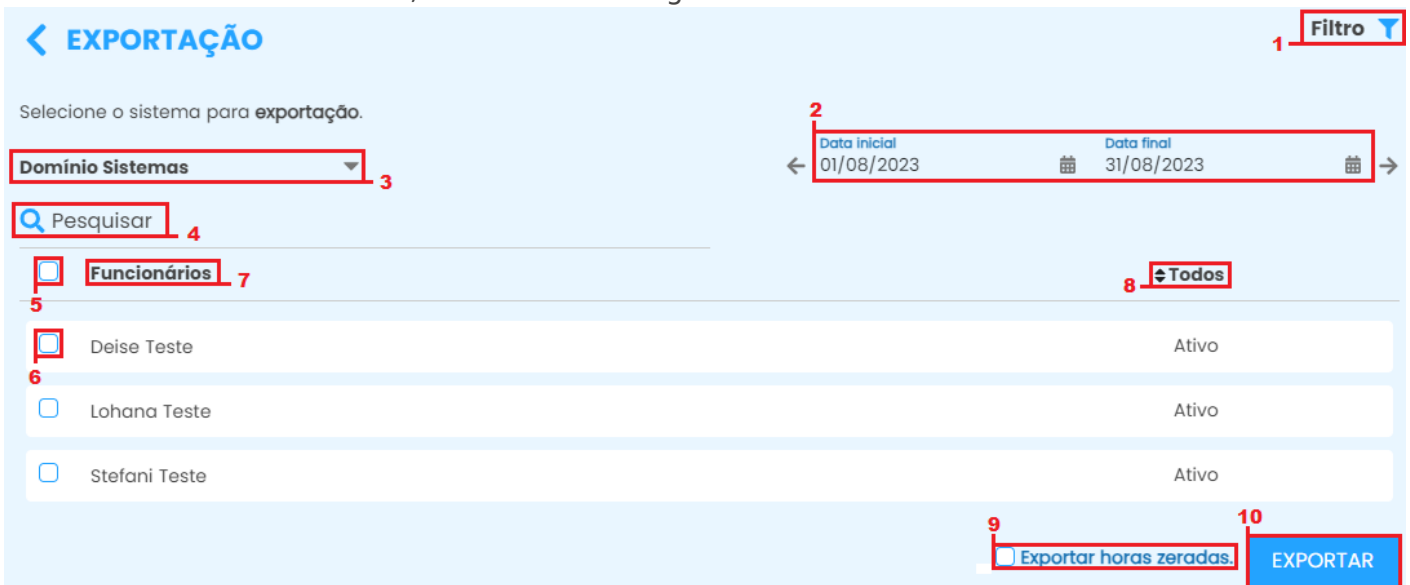 EXPORTAÇÃO
Filtro
1
Selecione o sistema para exportação.
2
Data inicial Data final
01/08/2023 31/08/2023
Domínio Sistemas
3
Pesquisar
4
Funcionários
7
Todos
8
5
Deise Teste Ativo
6
Lohana Teste Ativo
Stefani Teste Ativo
9
10
Exportar horas zeradas.
EXPORTAR